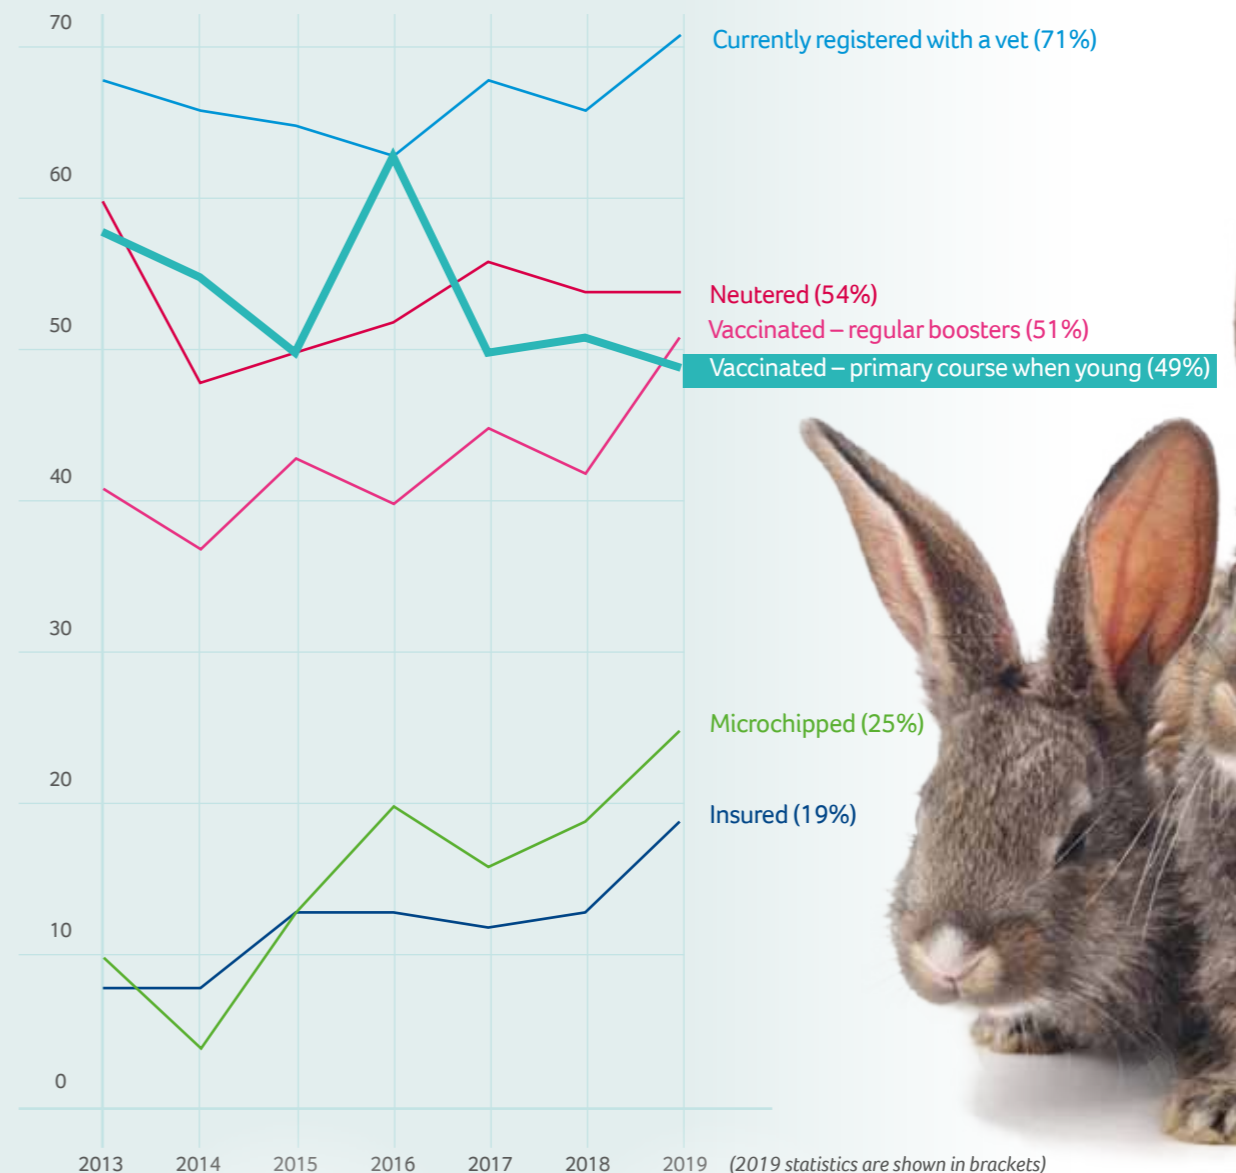 70
Currently registered with a vet (71%)
60
Neutered (54%)
50
Vaccinated – regular boosters (51%)
Vaccinated – primary course when young (49%)
40
30
Microchipped (25%)
20
Insured (19%)
10
0
2013 2014 2015 2016 2017 2018 2019 (2019 statistics are shown in brackets)